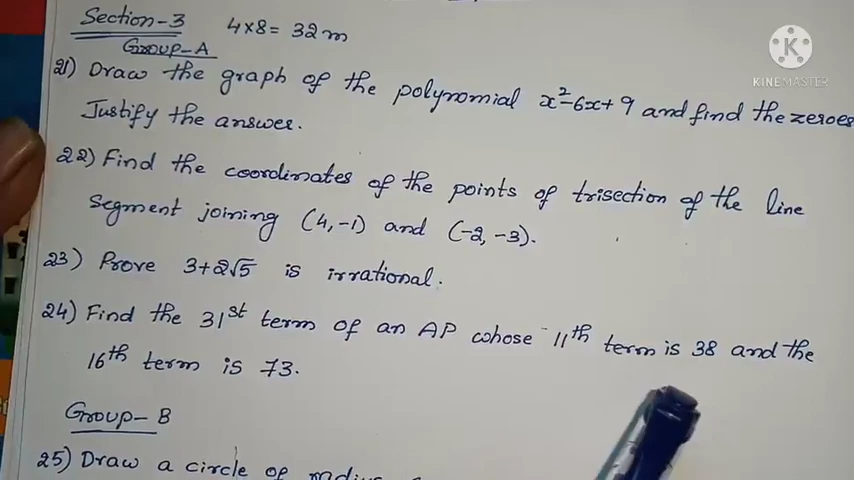 Section-3 4×8= 32m
Group-A
21) Draw the graph of the polynomial x²-6x+9 and find the zeroes
Justify the answer.
22) Find the coordinates of the points of trisection of the line
segment joining (4,-1) and (-2,-3).
23) Prove 3+2√5 is irrational.
24) Find the 31st term of an AP whose 11th term is 38 and the
16th term is 73.
Group-B
25) Draw a circle of radius
K
KINEMASTER